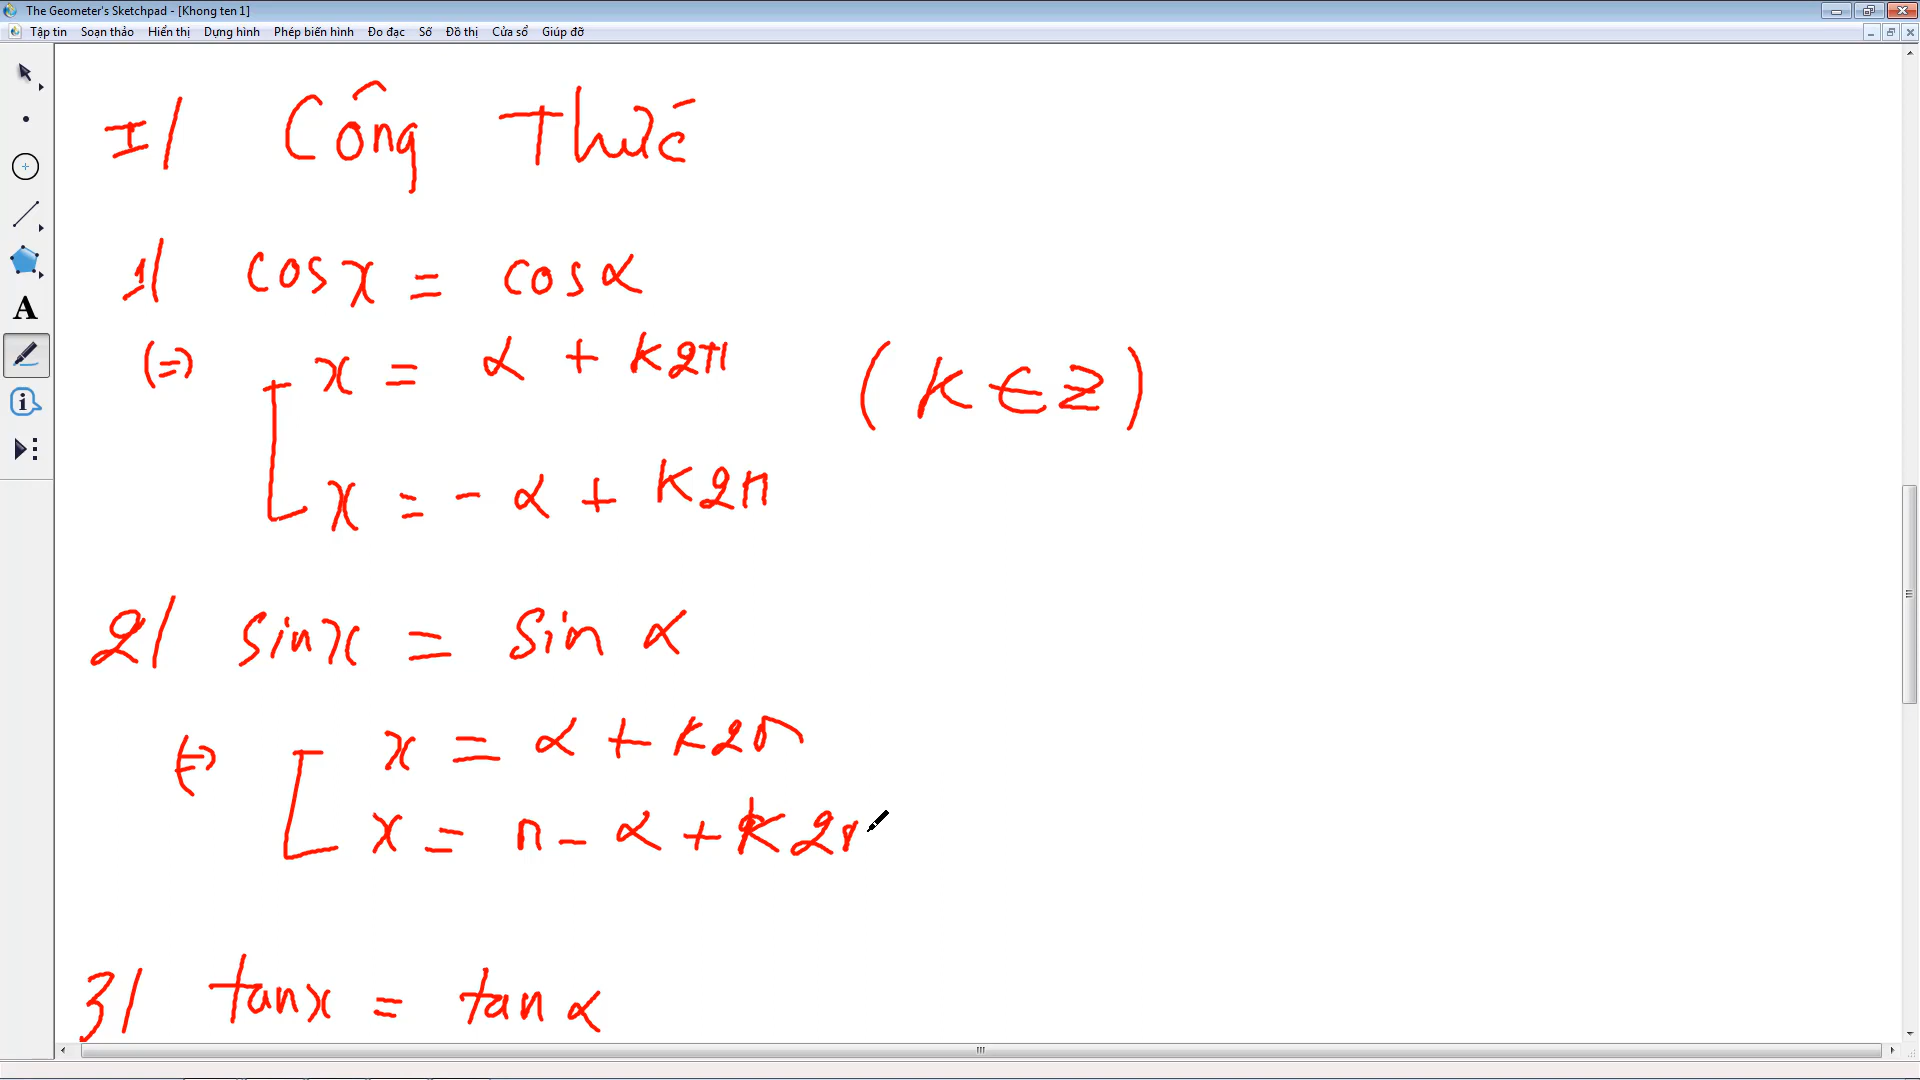 The Geometer's Sketchpad - [Khong ten 1]
Tập tin Soạn thảo Hiển thị Dựng hình Phép biến hình Đo đạc Số Đồ thị Cửa sổ Giúp đỡ
I/ Công Thức
1/ cosx = cosα
(=) x = α + k2π (k ∈ Z)
x = - α + k2π
2/ sinx = sin α
(=) x = α + k2π
x = π - α + k2π
3/ tanx = tan α